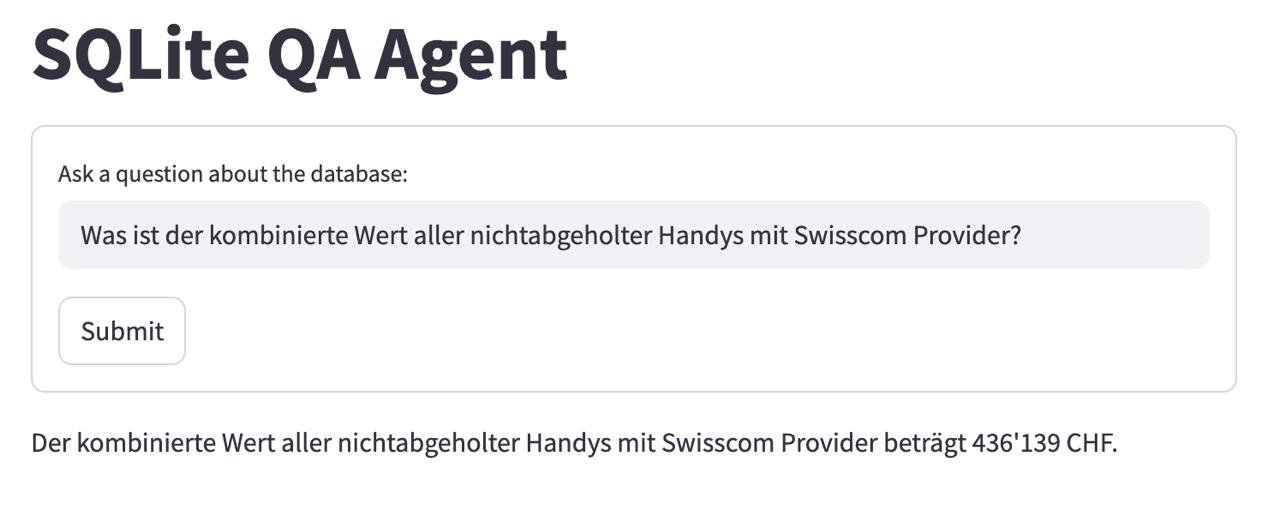 SQLite QA Agent
Ask a question about the database:
Was ist der kombinierte Wert aller nichtabgeholter Handys mit Swisscom Provider?
Submit
Der kombinierte Wert aller nichtabgeholter Handys mit Swisscom Provider beträgt 436'139 CHF.